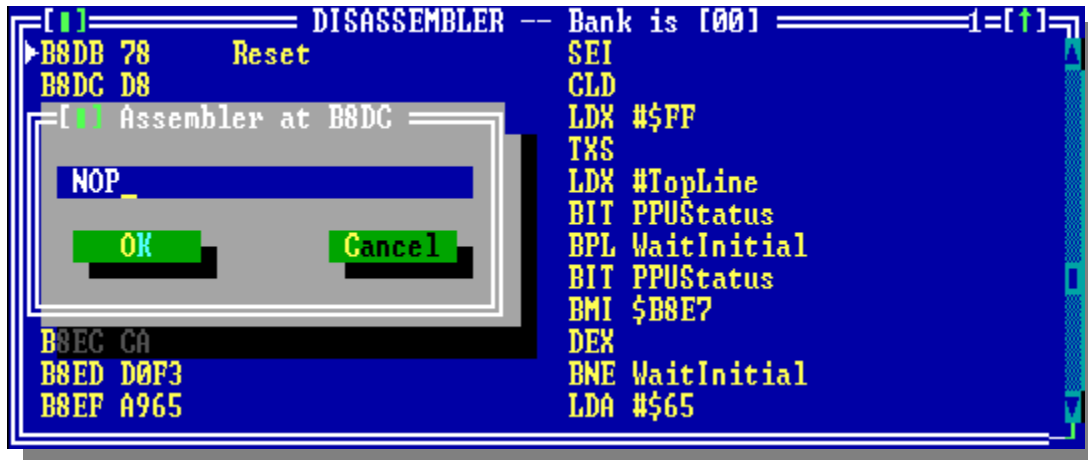 DISASSEMBLER -- Bank is [00] 1=[↑]
B8DB 78 Reset SEI
B8DC D8 CLD
Assembler at B8DC LDX #$FF
TXS
NOP_ LDX #TopLine
BIT PPUStatus
OK Cancel BPL WaitInitial
BIT PPUStatus
BMI $B8E7
B8EC CA DEX
B8ED D0F3 BNE WaitInitial
B8EF A965 LDA #$65